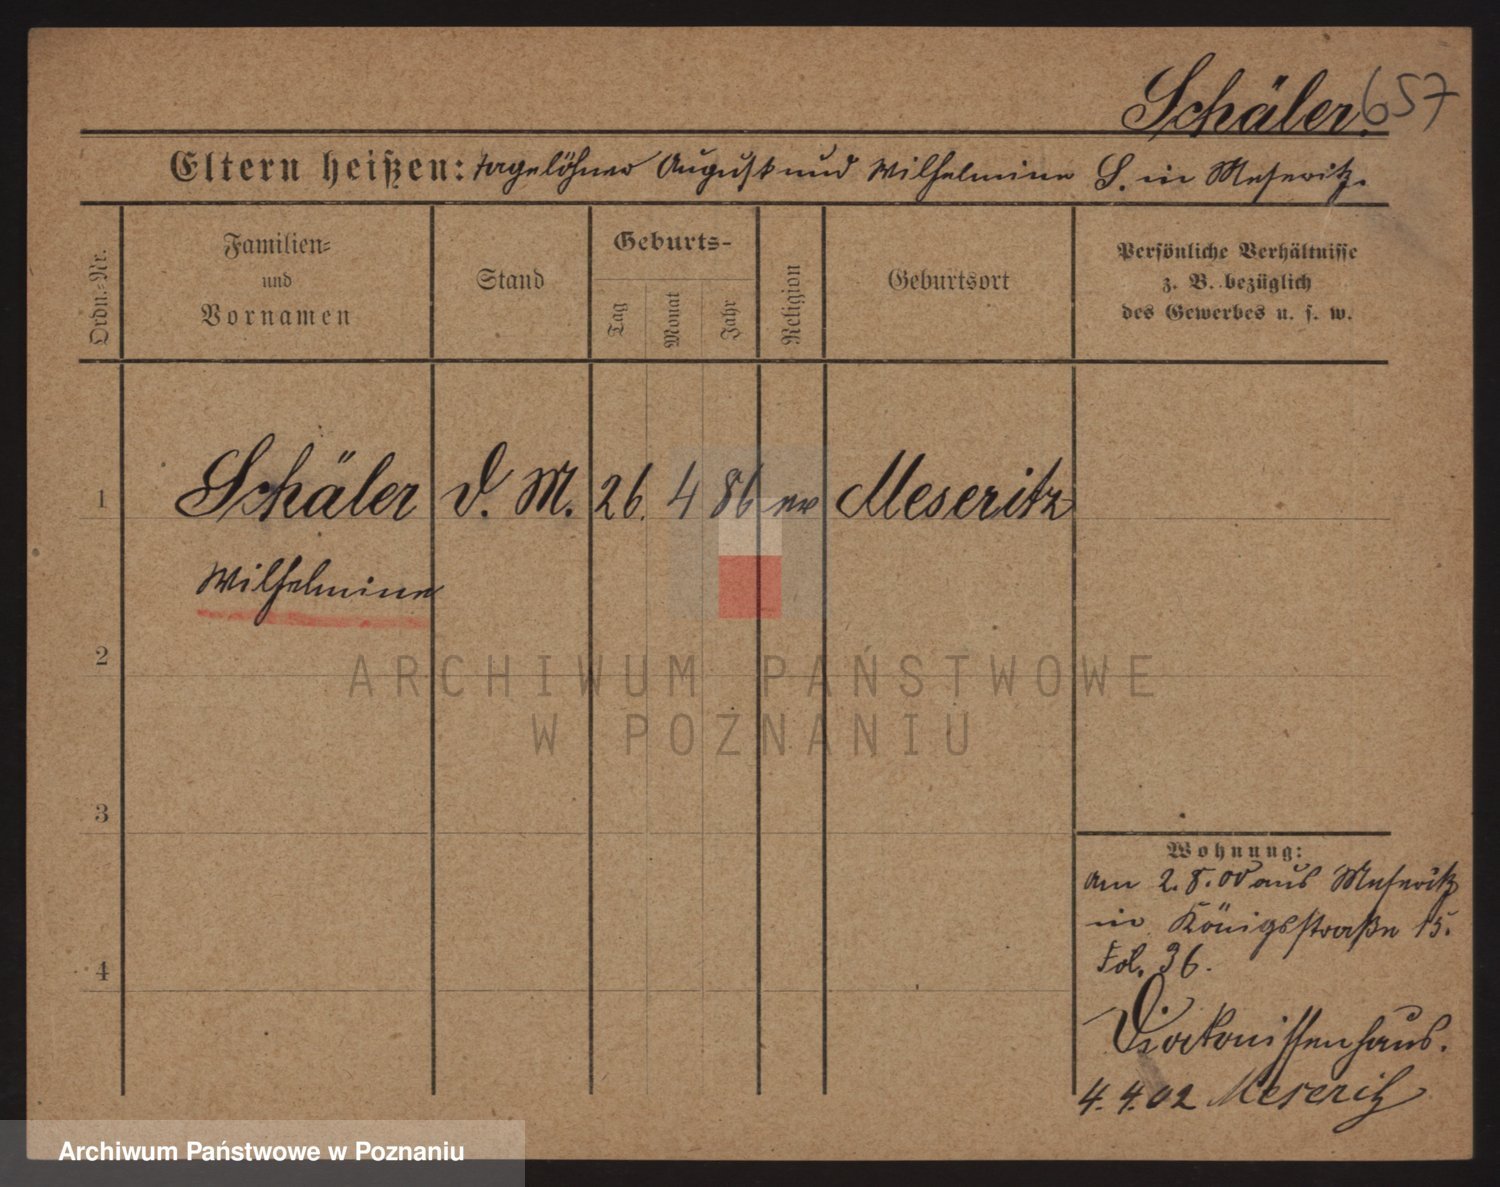 Schäler.
657
Eltern heißen: Tagelöhner August und Wilhelmine S. in Meseritz.
Ordn.-Nr.
Familien-
und
Vornamen
Stand
Geburts-
Tag
Monat
Jahr
Religion
Geburtsort
Persönliche Verhältnisse
z. B. bezüglich
des Gewerbes u. s. w.
1 Schäler d. M. 26. 4 86 ev Meseritz
Wilhelmine
2
3
4
Wohnung:
am 2. 8. 00 aus Meseritz
in Königsstraße 15.
Fol. 36.
Diakonissenhaus.
4. 4. 02 Meseritz
ARCHIWUM PAŃSTWOWE
W POZNANIU
Archiwum Państwowe w Poznaniu